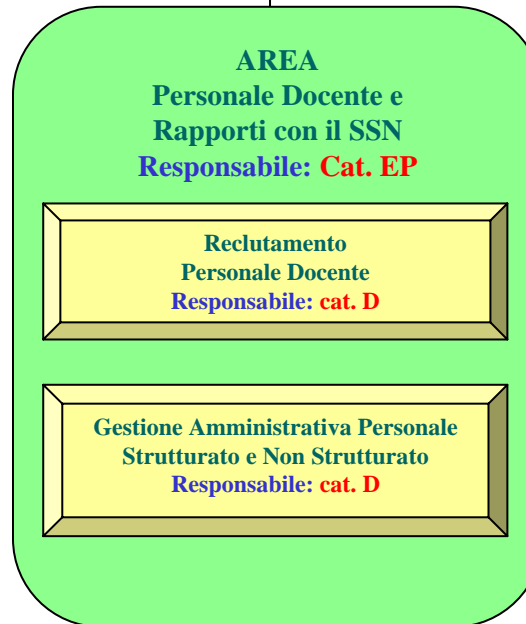 AREA
Personale Docente e
Rapporti con il SSN
Responsabile: Cat. EP
Reclutamento
Personale Docente
Responsabile: cat. D
Gestione Amministrativa Personale
Strutturato e Non Strutturato
Responsabile: cat. D